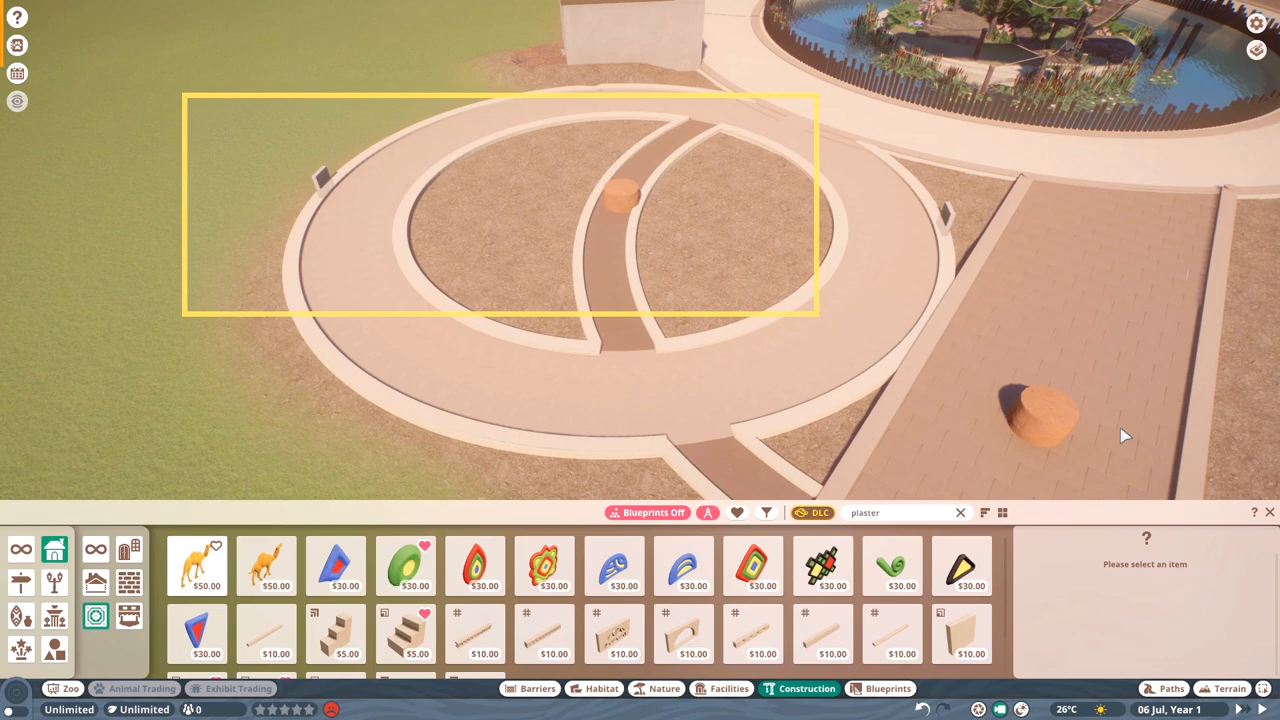 Blueprints Off
DLC
plaster
?
?
$50.00 $50.00 $30.00 $30.00 $30.00 $30.00 $30.00 $30.00 $30.00 $30.00 $30.00 $30.00
$30.00 $10.00 $5.00 $5.00 $10.00 $10.00 $10.00 $10.00 $10.00 $10.00 $10.00 $10.00
?
Please select an item
Zoo Animal Trading Exhibit Trading Barriers Habitat Nature Facilities Construction Blueprints Paths Terrain
Unlimited Unlimited 0 26°C 06 Jul, Year 1